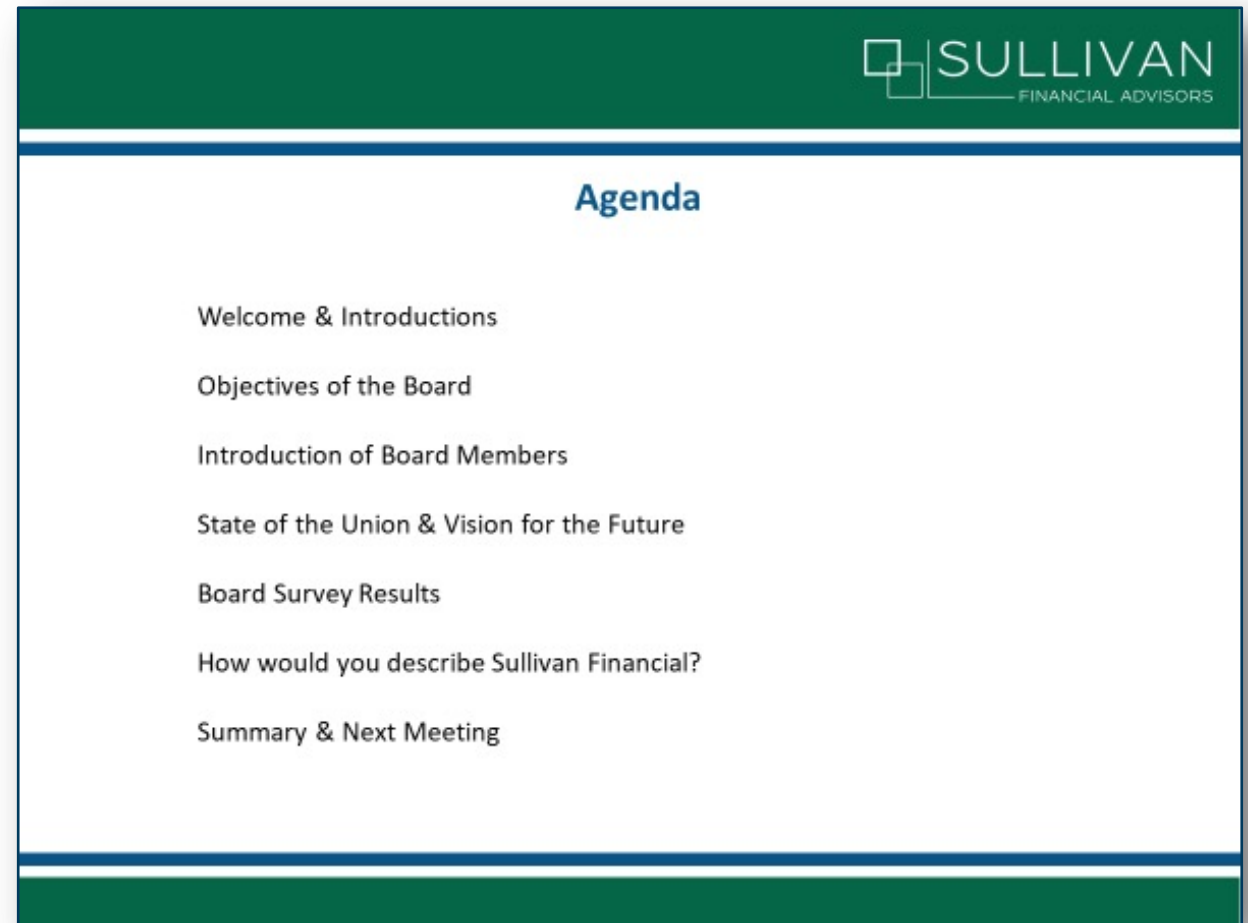 SULLIVAN
FINANCIAL ADVISORS
Agenda
Welcome & Introductions
Objectives of the Board
Introduction of Board Members
State of the Union & Vision for the Future
Board Survey Results
How would you describe Sullivan Financial?
Summary & Next Meeting